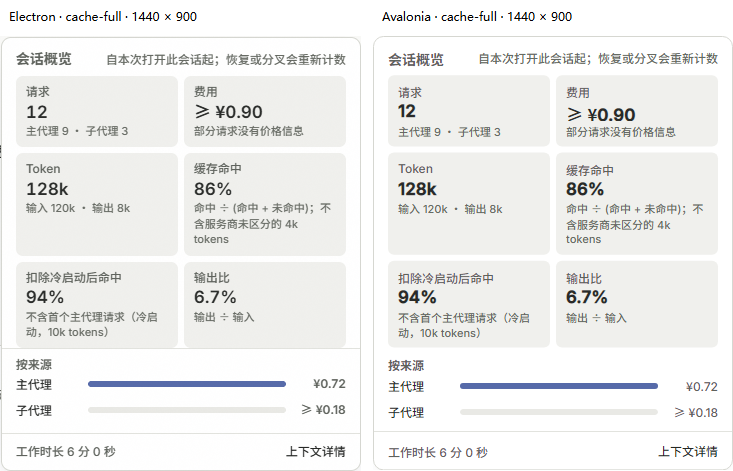 Electron · cache-full · 1440 × 900
会话概览
自本次打开此会话起；恢复或分叉会重新计数
请求
12
主代理 9 · 子代理 3
费用
≥ ¥0.90
部分请求没有价格信息
Token
128k
输入 120k · 输出 8k
缓存命中
86%
命中 ÷ (命中 + 未命中)；不
含服务商未区分的 4k
tokens
扣除冷启动后命中
94%
不含首个主代理请求（冷启
动，10k tokens）
输出比
6.7%
输出 ÷ 输入
按来源
主代理
¥0.72
子代理
≥ ¥0.18
工作时长 6 分 0 秒
上下文详情
Avalonia · cache-full · 1440 × 900
会话概览
自本次打开此会话起；恢复或分叉会重新计数
请求
12
主代理 9 · 子代理 3
费用
≥ ¥0.90
部分请求没有价格信息
Token
128k
输入 120k · 输出 8k
缓存命中
86%
命中 ÷ (命中 + 未命中)；不
含服务商未区分的 4k
tokens
扣除冷启动后命中
94%
不含首个主代理请求（冷启
动，10k tokens）
输出比
6.7%
输出 ÷ 输入
按来源
主代理
¥0.72
子代理
≥ ¥0.18
工作时长 6 分 0 秒
上下文详情